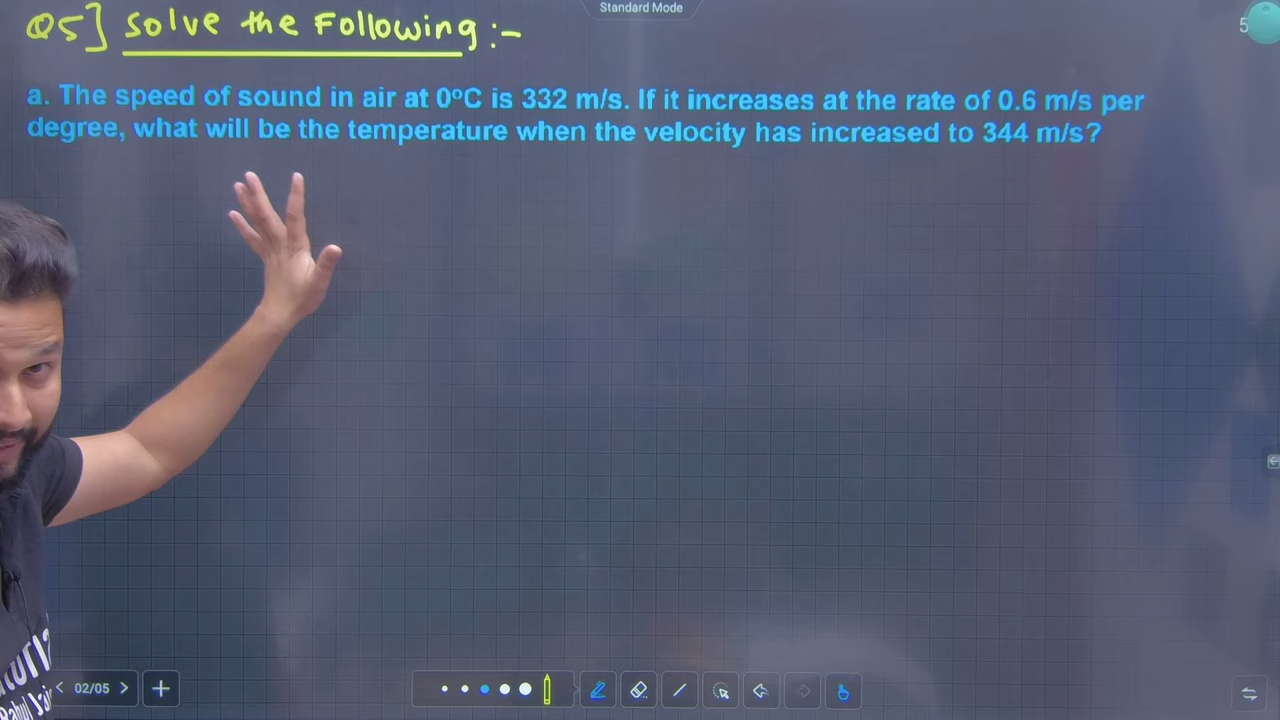 Standard Mode
5
Q5] Solve the Following :-
a. The speed of sound in air at 0°C is 332 m/s. If it increases at the rate of 0.6 m/s per
degree, what will be the temperature when the velocity has increased to 344 m/s?
02/05